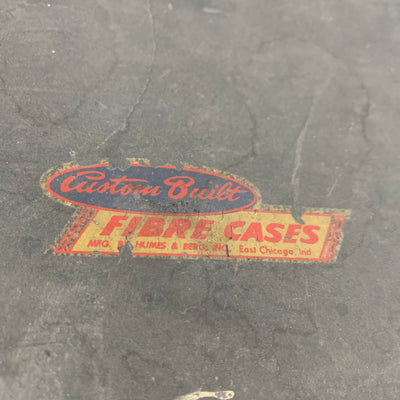 Custom Built
FIBRE CASES
MFG. BY HUMES & BERG, INC. East Chicago, Ind